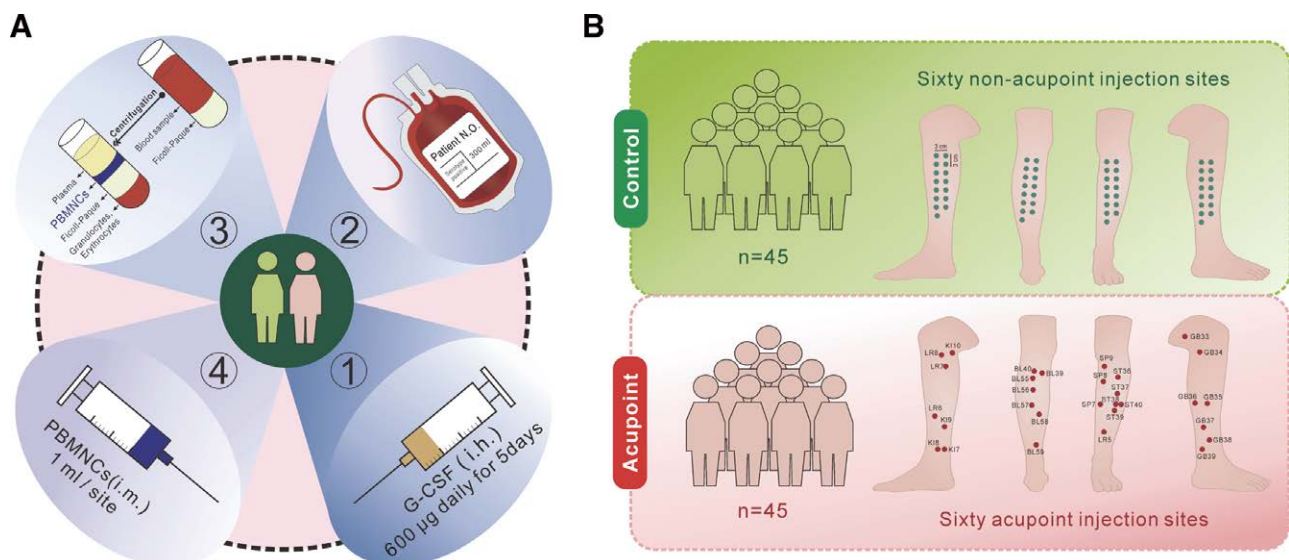 A
Centrifugation
Blood sample
Ficoll-Paque
Plasma
PBMNCs
Ficoll-Paque
Granulocytes,
Erythrocytes
③
Patient N.O.
300 ml
positive
②
④
PBMNCs(i.m.)
1 ml / site
①
G-CSF ( i.h.)
600 µg daily for 5days
B
Control
n=45
Sixty non-acupoint injection sites
3 cm
3 cm
Acupoint
n=45
LR8
KI10
LR7
LR6
KI9
KI8
KI7
BL40
BL39
BL55
BL56
BL57
BL58
BL59
SP9
SP8
ST36
ST37
ST38
SP7
ST40
ST39
LR5
GB33
GB34
GB36
GB35
GB37
GB38
GB39
Sixty acupoint injection sites